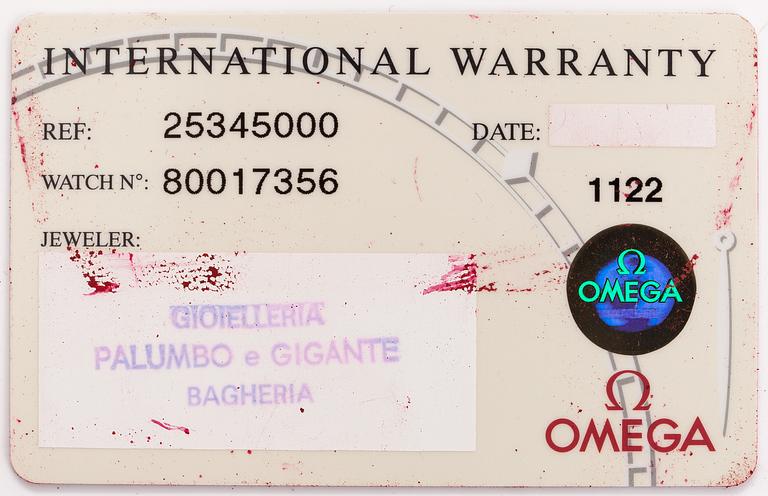 INTERNATIONAL WARRANTY
REF: 25345000 DATE:
WATCH N°: 80017356 1122
JEWELER:
GIOIELLERIA
PALUMBO e GIGANTE
BAGHERIA
Ω
OMEGA
Ω
OMEGA